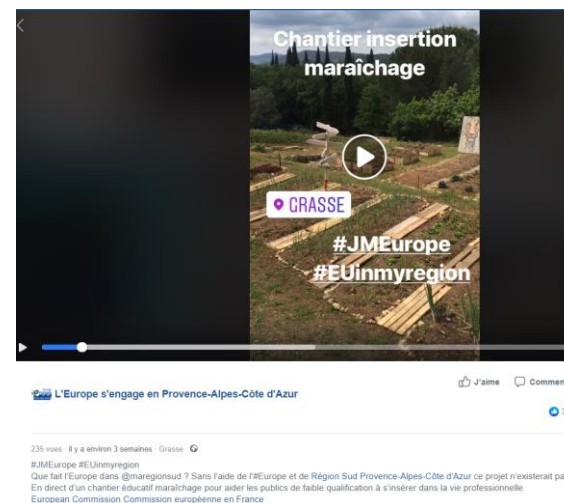 Chantier insertion
maraîchage
GRASSE
#JMEurope
#EUinmyregion
L'Europe s'engage en Provence-Alpes-Côte d'Azur
J'aime
Commen
235 vues · Il y a environ 3 semaines · Grasse
#JMEurope #EUinmyregion
Que fait l'Europe dans @maregionsud ? Sans l'aide de l'#Europe et de Région Sud Provence-Alpes-Côte d'Azur ce projet n'existerait pa
En direct d'un chantier éducatif maraîchage pour aider les publics de faible qualification à s'insérer dans la vie professionnelle
European Commission Commission européenne en France